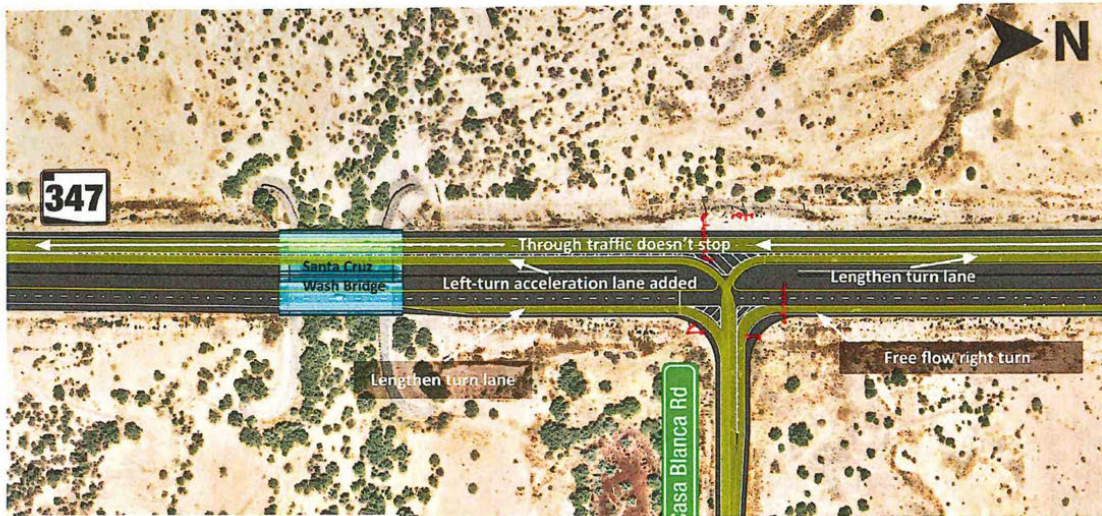 N
347
Through traffic doesn't stop
Santa Cruz
Wash Bridge
Left-turn acceleration lane added
Lengthen turn lane
Lengthen turn lane
Free flow right turn
Casa Blanca Rd